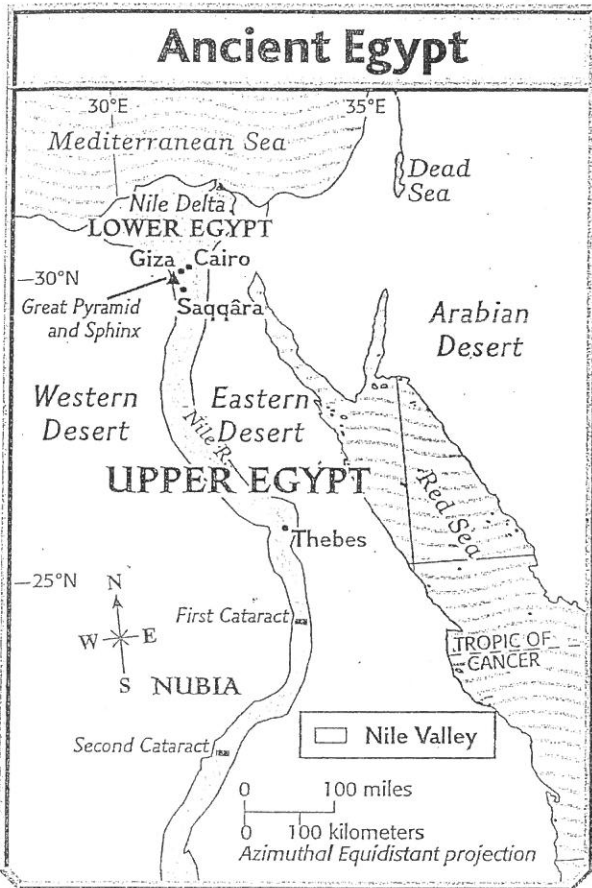 Ancient Egypt
30°E
35°E
Mediterranean Sea
Dead
Sea
Nile Delta
LOWER EGYPT
Giza
Cairo
30°N
Great Pyramid
and Sphinx
Saqqâra
Arabian
Desert
Western
Desert
Eastern
Desert
Nile R.
UPPER EGYPT
Red Sea
Thebes
25°N
N
W
E
S
First Cataract
TROPIC OF
CANCER
NUBIA
Second Cataract
Nile Valley
0 100 miles
0 100 kilometers
Azimuthal Equidistant projection